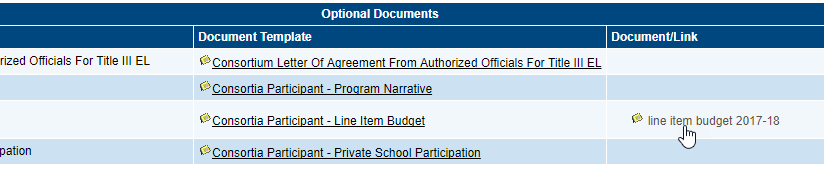 Optional Documents
Document Template Document/Link
rized Officials For Title III EL Consortium Letter Of Agreement From Authorized Officials For Title III EL
Consortia Participant - Program Narrative
Consortia Participant - Line Item Budget line item budget 2017-18
pation Consortia Participant - Private School Participation